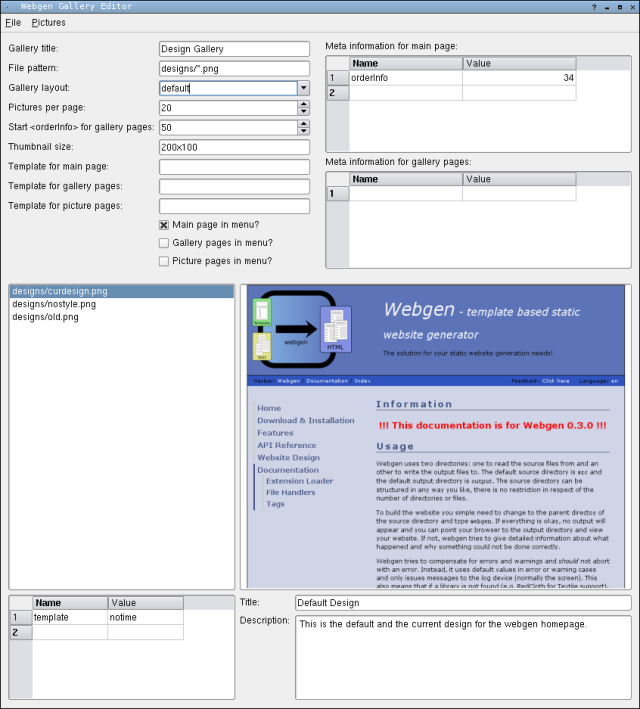 Webgen Gallery Editor
File Pictures
Gallery title: Design Gallery
File pattern: designs/*.png
Gallery layout: default
Pictures per page: 20
Start <orderInfo> for gallery pages: 50
Thumbnail size: 200x100
Template for main page:
Template for gallery pages:
Template for picture pages:
Main page in menu?
Gallery pages in menu?
Picture pages in menu?
Meta information for main page:
Name Value
1 orderInfo 34
2
Meta information for gallery pages:
Name Value
1
designs/curdesign.png
designs/nostyle.png
designs/old.png
webgen
HTML
Webgen - template based static
website generator
The solution for your static website generation needs!
Navbar: Webgen / Documentation / Index
Feedback: Click here Language: en
Home
Download & Installation
Features
API Reference
Website Design
Documentation
Extension Loader
File Handlers
Tags
Information
!!! This documentation is for Webgen 0.3.0 !!!
Usage
Webgen uses two directories: one to read the source files from and an
other to write the output files to. The default source directory is src and
the default output directory is output. The source directory can be
structured in any way you like, there is no restriction in respect of the
number of directories or files.
To build the website you simple need to change to the parent directoy of
the source directory and type webgen. If everything is okay, no output will
appear and you can point your browser to the output directory and view
your website. If not, webgen tries to give detailed information about what
happened and why something could not be done correctly.
Webgen tries to compensate for errors and warnings and should not abort
with an error. Instead, it uses default values in error or warning cases
and only issues messages to the log device (normally the screen). This
also means that if a library is not found (e.g. RedCloth for Textile support),
Name Value
1 template notime
2
Title: Default Design
Description: This is the default and the current design for the webgen homepage.